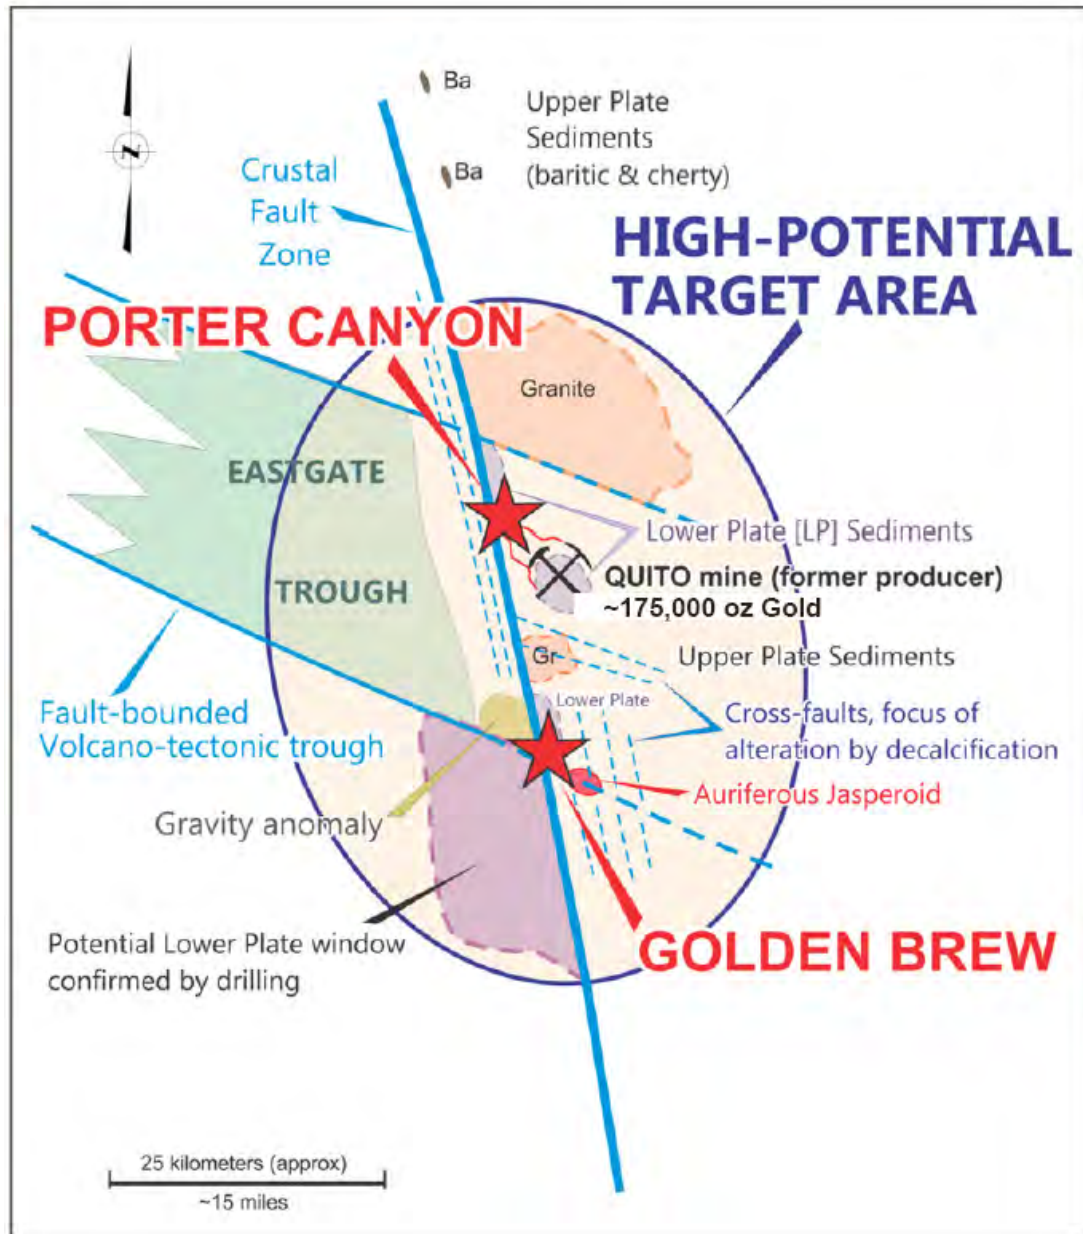 Ba
Upper Plate
Sediments
(baritic & cherty)
Ba
Crustal
Fault
Zone
N
HIGH-POTENTIAL
TARGET AREA
PORTER CANYON
Granite
EASTGATE
TROUGH
Lower Plate [LP] Sediments
QUITO mine (former producer)
~175,000 oz Gold
Gr
Upper Plate Sediments
Lower Plate
Fault-bounded
Volcano-tectonic trough
Cross-faults, focus of
alteration by decalcification
Auriferous Jasperoid
Gravity anomaly
Potential Lower Plate window
confirmed by drilling
GOLDEN BREW
25 kilometers (approx)
~15 miles